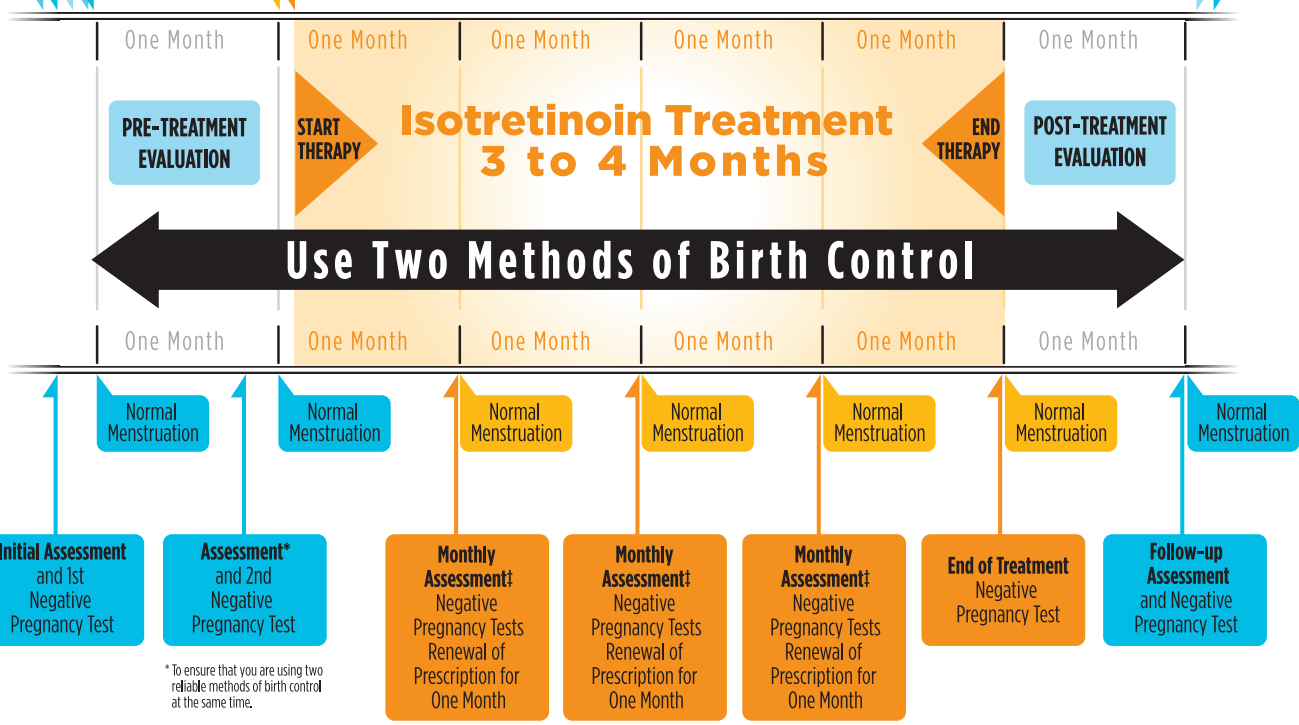 One Month One Month One Month One Month One Month One Month
PRE-TREATMENT
EVALUATION
START
THERAPY
Isotretinoin Treatment
3 to 4 Months
END
THERAPY
POST-TREATMENT
EVALUATION
Use Two Methods of Birth Control
One Month One Month One Month One Month One Month One Month
Normal
Menstruation
Normal
Menstruation
Normal
Menstruation
Normal
Menstruation
Normal
Menstruation
Normal
Menstruation
Normal
Menstruation
Initial Assessment
and 1st
Negative
Pregnancy Test
Assessment*
and 2nd
Negative
Pregnancy Test
* To ensure that you are using two
reliable methods of birth control
at the same time.
Monthly
Assessment‡
Negative
Pregnancy Tests
Renewal of
Prescription for
One Month
Monthly
Assessment‡
Negative
Pregnancy Tests
Renewal of
Prescription for
One Month
Monthly
Assessment‡
Negative
Pregnancy Tests
Renewal of
Prescription for
One Month
End of Treatment
Negative
Pregnancy Test
Follow-up
Assessment
and Negative
Pregnancy Test